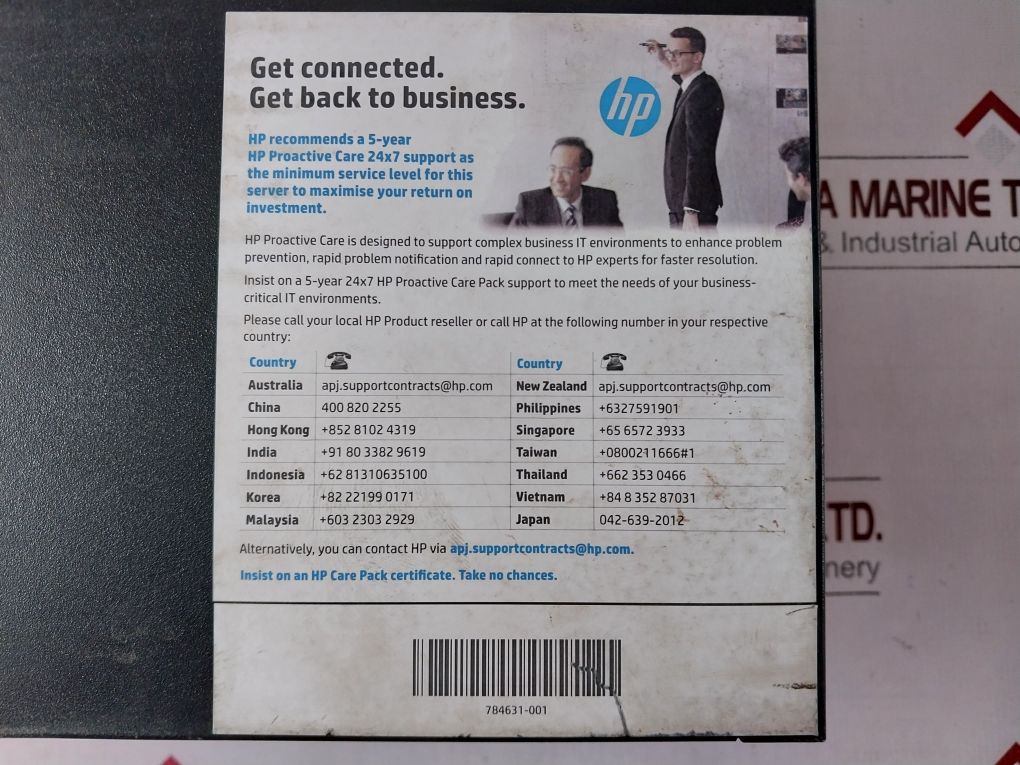 Get connected.
Get back to business.
hp
HP recommends a 5-year
HP Proactive Care 24x7 support as
the minimum service level for this
server to maximise your return on
investment.
HP Proactive Care is designed to support complex business IT environments to enhance problem
prevention, rapid problem notification and rapid connect to HP experts for faster resolution.
Insist on a 5-year 24x7 HP Proactive Care Pack support to meet the needs of your business-
critical IT environments.
Please call your local HP Product reseller or call HP at the following number in your respective
country:
Country Country
Australia apj.supportcontracts@hp.com New Zealand apj.supportcontracts@hp.com
China 400 820 2255 Philippines +6327591901
Hong Kong +852 8102 4319 Singapore +65 6572 3933
India +91 80 3382 9619 Taiwan +0800211666#1
Indonesia +62 81310635100 Thailand +662 353 0466
Korea +82 22199 0171 Vietnam +84 8 352 87031
Malaysia +603 2303 2929 Japan 042-639-2012
Alternatively, you can contact HP via apj.supportcontracts@hp.com.
Insist on an HP Care Pack certificate. Take no chances.
784631-001
A MARINE T
& Industrial Auto
LTD.
nery